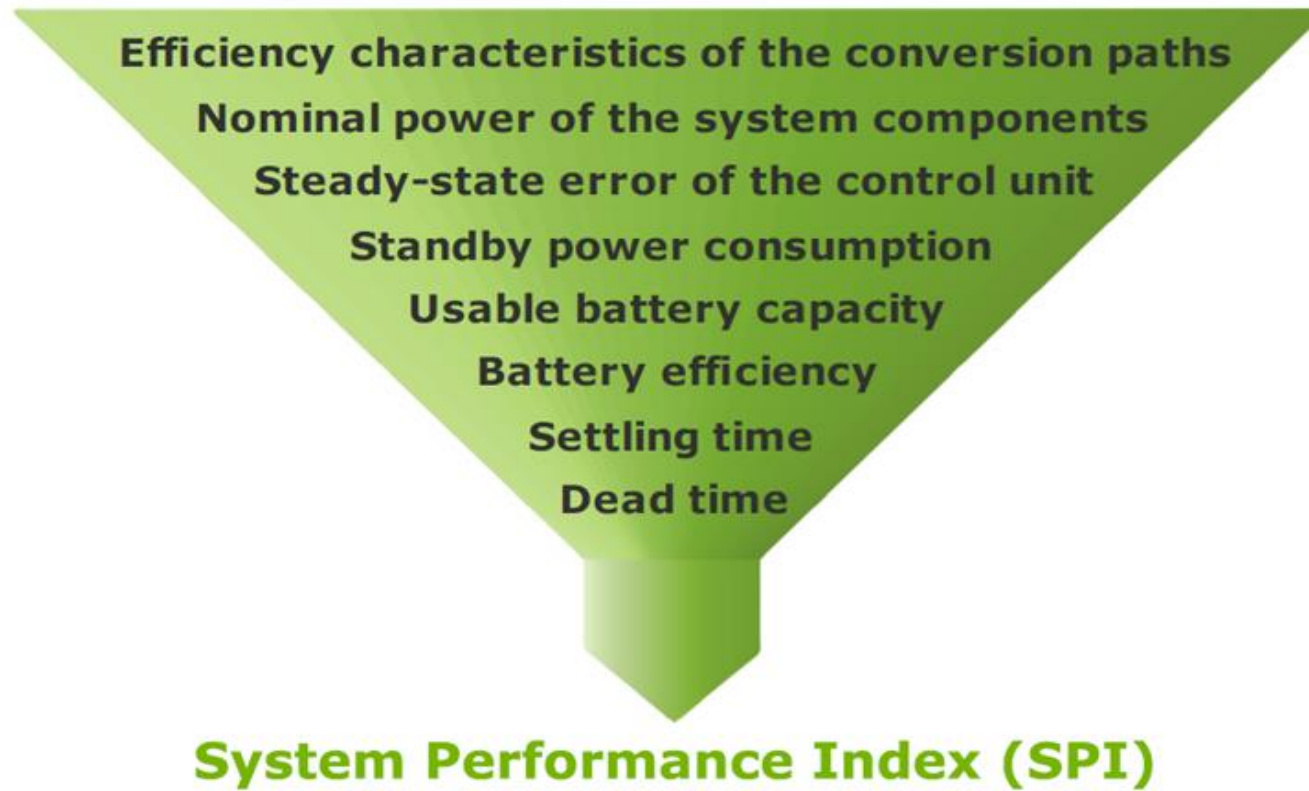 Efficiency characteristics of the conversion paths
Nominal power of the system components
Steady-state error of the control unit
Standby power consumption
Usable battery capacity
Battery efficiency
Settling time
Dead time
System Performance Index (SPI)